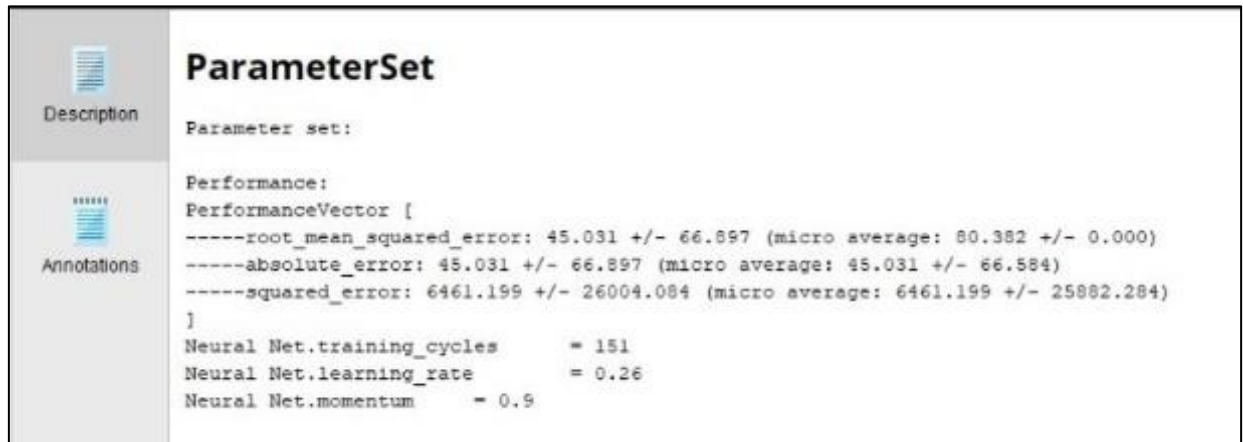 Description
Annotations
ParameterSet
Parameter set:
Performance:
PerformanceVector [
-----root_mean_squared_error: 45.031 +/- 66.897 (micro average: 80.382 +/- 0.000)
-----absolute_error: 45.031 +/- 66.897 (micro average: 45.031 +/- 66.584)
-----squared_error: 6461.199 +/- 26004.084 (micro average: 6461.199 +/- 25882.284)
]
Neural Net.training_cycles = 151
Neural Net.learning_rate = 0.26
Neural Net.momentum = 0.9